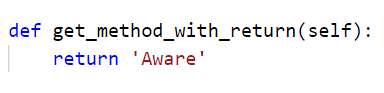 def get_method_with_return(self):
    return 'Aware'